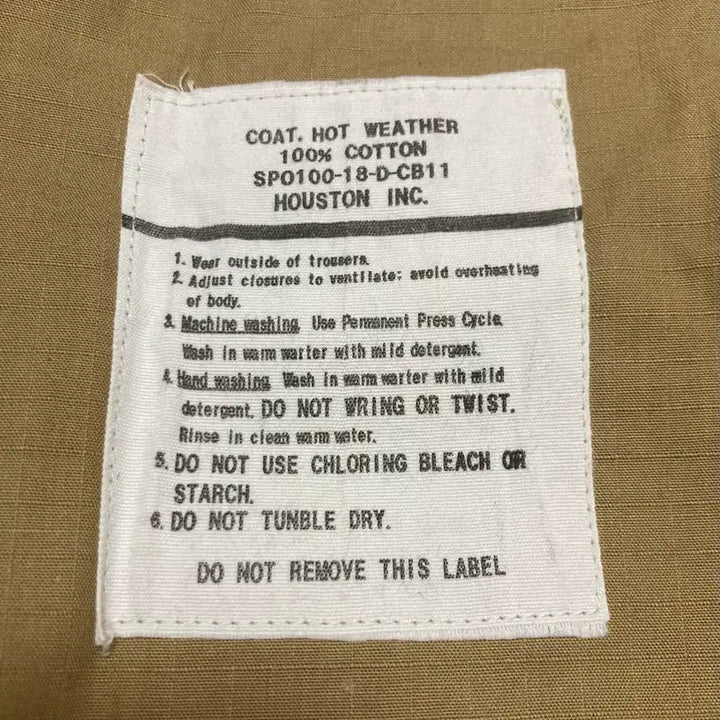 COAT. HOT WEATHER
100% COTTON
SPO100-18-D-CB11
HOUSTON INC.
1. Wear outside of trousers.
2. Adjust closures to ventilate: avoid overheating
of body.
3. Machine washing. Use Permanent Press Cycle.
Wash in warm warter with mild detergent.
4. Hand washing. Wash in warm warter with mild
detergent. DO NOT WRING OR TWIST.
Rinse in clean warm water.
5. DO NOT USE CHLORING BLEACH OR
STARCH.
6. DO NOT TUNBLE DRY.
DO NOT REMOVE THIS LABEL